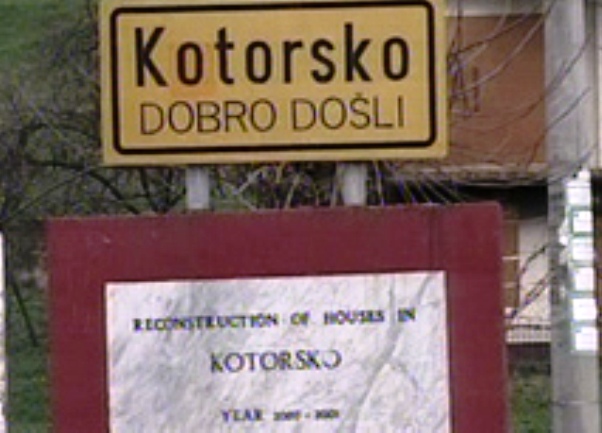 Kotorsko
DOBRO DOŠLI
RECONSTRUCTION OF HOUSES IN
KOTORSKO
YEAR